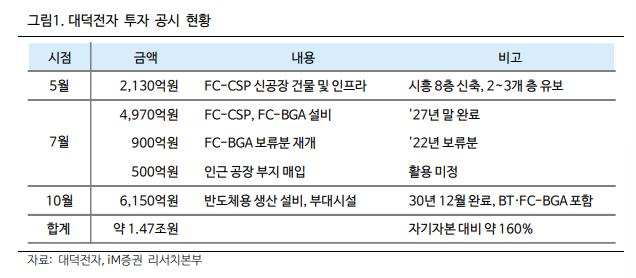 그림1. 대덕전자 투자 공시 현황
시점 금액 내용 비고
5월 2,130억원 FC-CSP 신공장 건물 및 인프라 시흥 8층 신축, 2~3개 층 유보
4,970억원 FC-CSP, FC-BGA 설비 '27년 말 완료
7월 900억원 FC-BGA 보류분 재개 '22년 보류분
500억원 인근 공장 부지 매입 활용 미정
10월 6,150억원 반도체용 생산 설비, 부대시설 30년 12월 완료, BT·FC-BGA 포함
합계 약 1.47조원 자기자본 대비 약 160%
자료: 대덕전자, iM증권 리서치본부